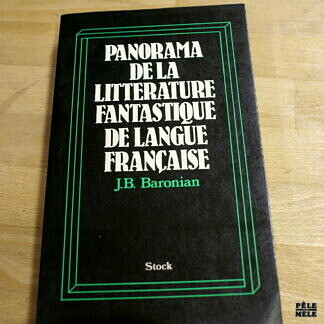 PANORAMA
DE LA
LITTERATURE
FANTASTIQUE
DE LANGUE
FRANÇAISE
J.B. Baronian
Stock
PÊLE
MÊLE